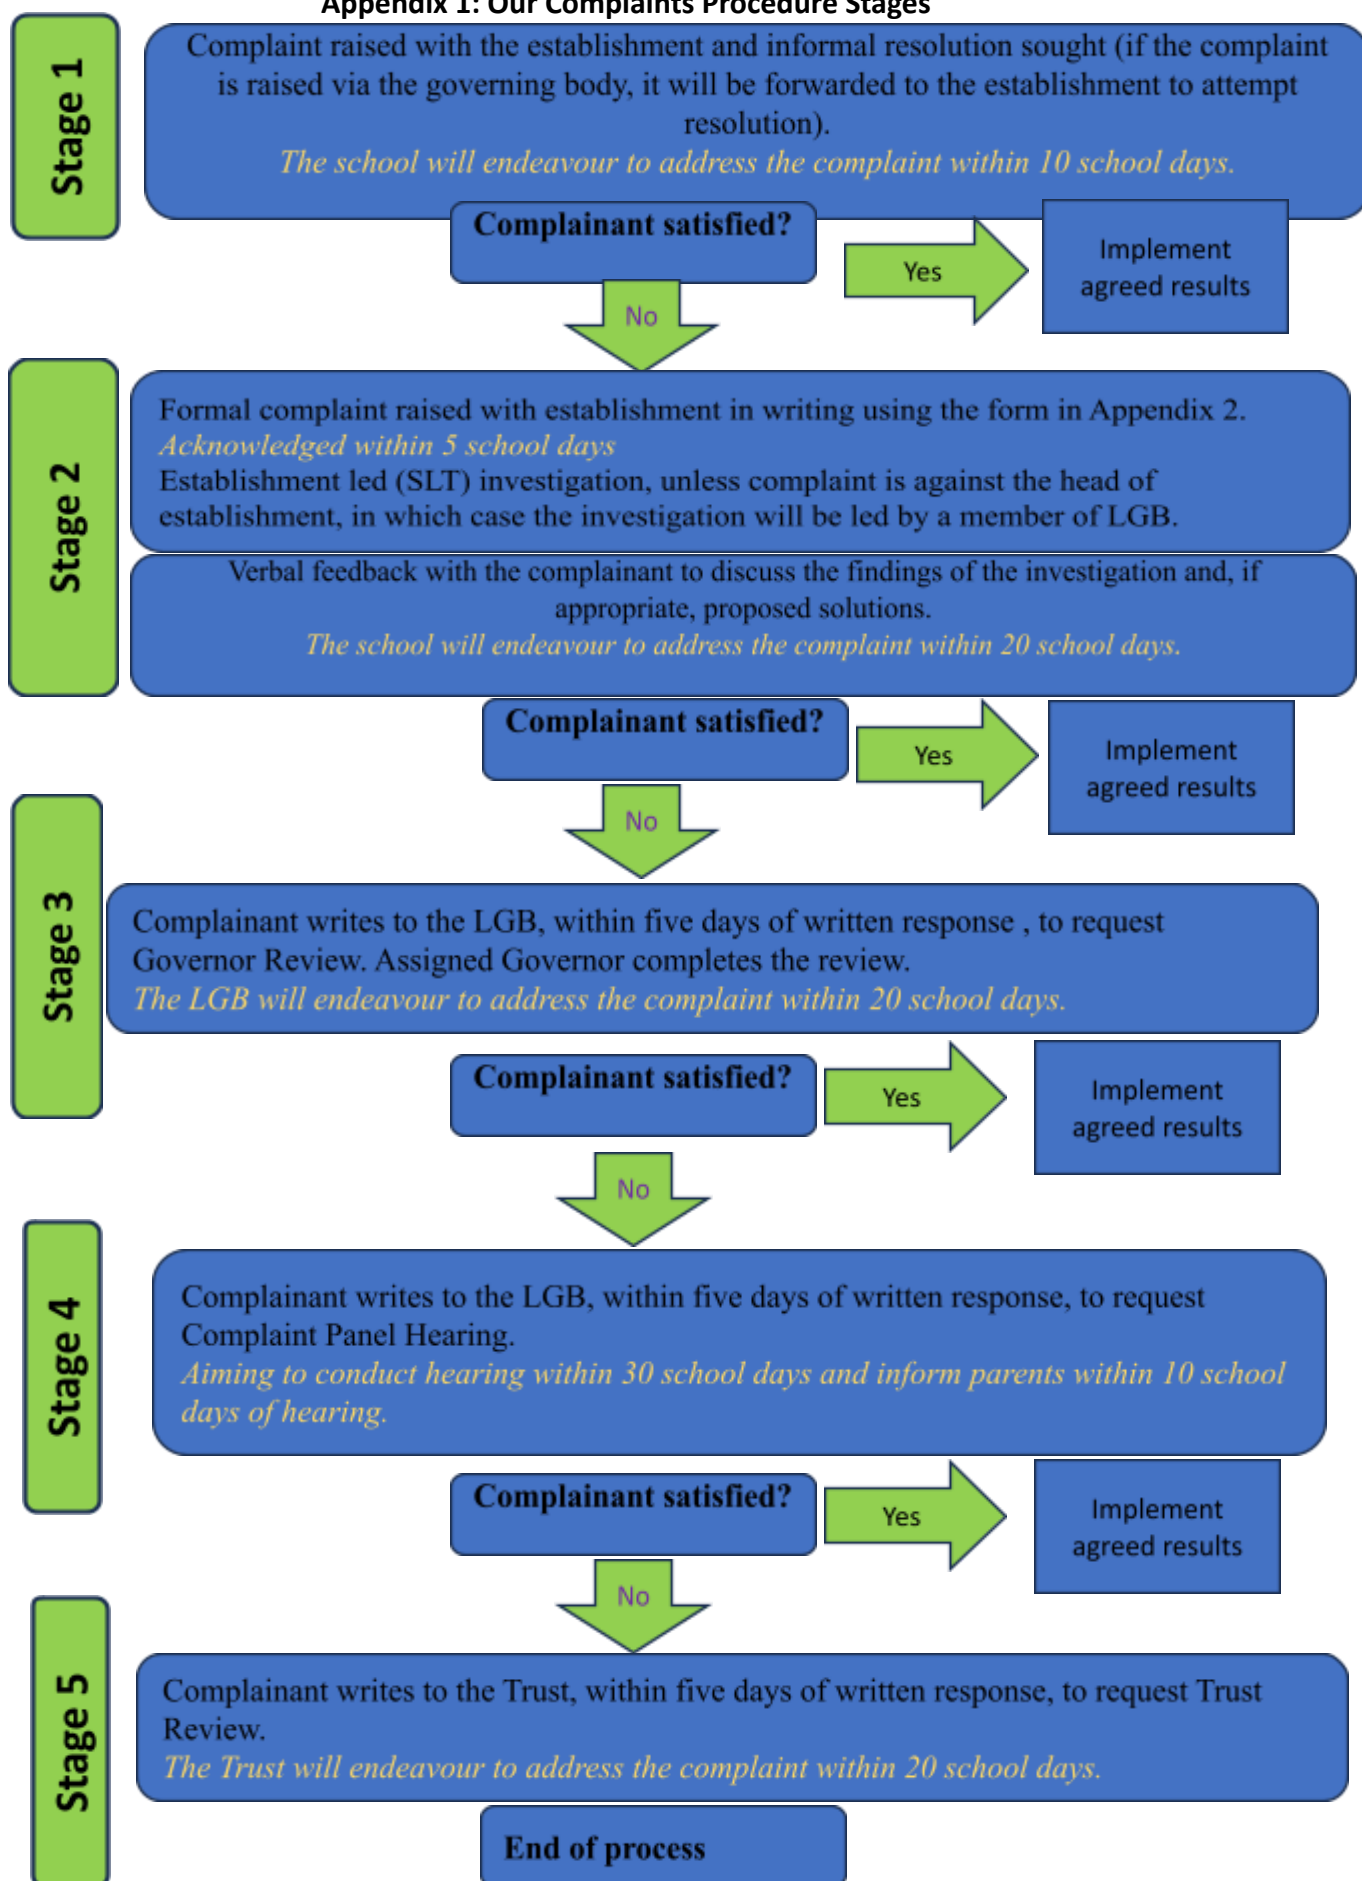 Appendix 1: Our Complaints Procedure Stages
Stage 1
Complaint raised with the establishment and informal resolution sought (if the complaint
is raised via the governing body, it will be forwarded to the establishment to attempt
resolution).
The school will endeavour to address the complaint within 10 school days.
Complainant satisfied?
Yes
Implement
agreed results
No
Stage 2
Formal complaint raised with establishment in writing using the form in Appendix 2.
Acknowledged within 5 school days
Establishment led (SLT) investigation, unless complaint is against the head of
establishment, in which case the investigation will be led by a member of LGB.
Verbal feedback with the complainant to discuss the findings of the investigation and, if
appropriate, proposed solutions.
The school will endeavour to address the complaint within 20 school days.
Complainant satisfied?
Yes
Implement
agreed results
No
Stage 3
Complainant writes to the LGB, within five days of written response , to request
Governor Review. Assigned Governor completes the review.
The LGB will endeavour to address the complaint within 20 school days.
Complainant satisfied?
Yes
Implement
agreed results
No
Stage 4
Complainant writes to the LGB, within five days of written response, to request
Complaint Panel Hearing.
Aiming to conduct hearing within 30 school days and inform parents within 10 school
days of hearing.
Complainant satisfied?
Yes
Implement
agreed results
No
Stage 5
Complainant writes to the Trust, within five days of written response, to request Trust
Review.
The Trust will endeavour to address the complaint within 20 school days.
End of process